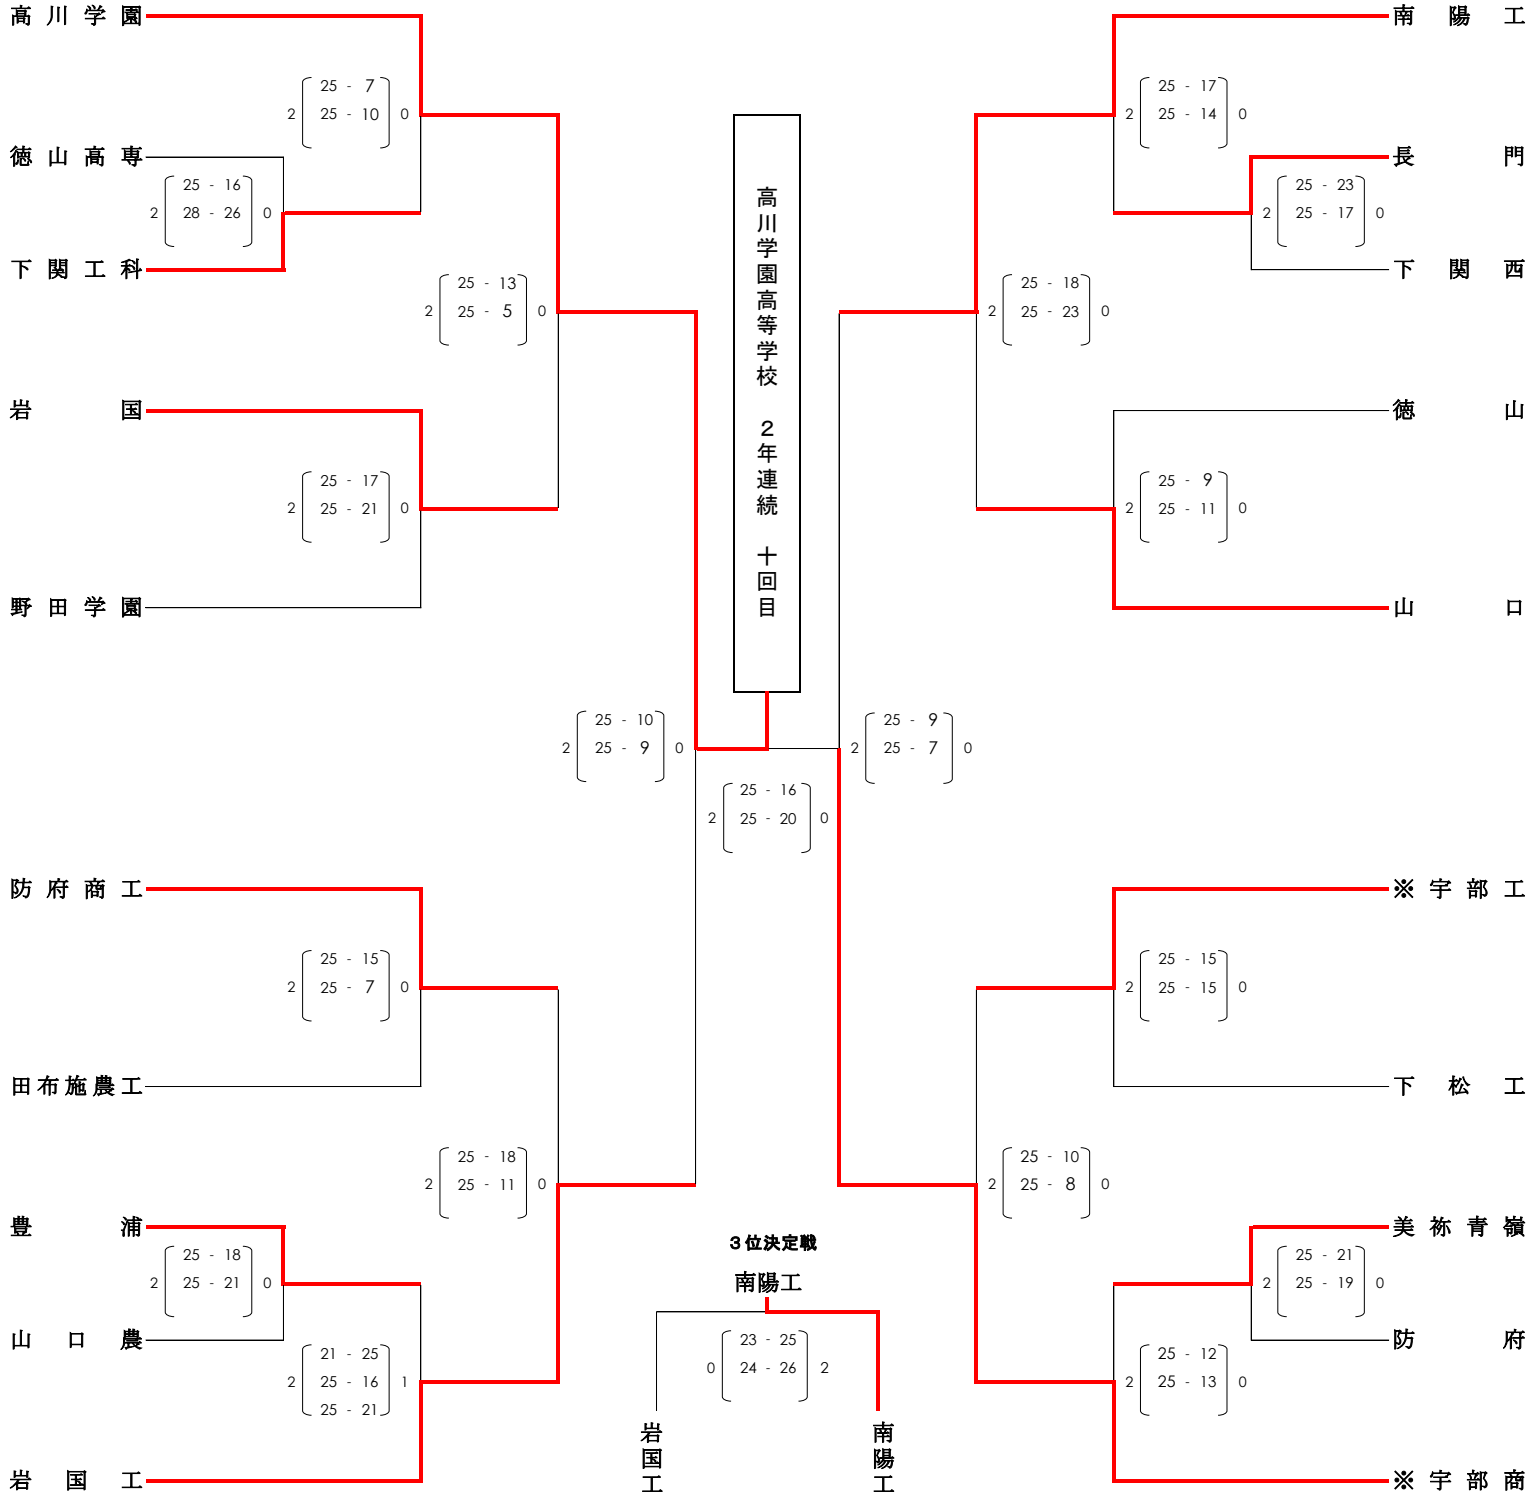 高川学園
25 - 7
2 25 - 10 0
徳山高専
25 - 16
2 28 - 26 0
下関工科
25 - 13
2 25 - 5 0
岩国
25 - 17
2 25 - 21 0
野田学園
25 - 10
2 25 - 9 0
防府商工
25 - 15
2 25 - 7 0
田布施農工
25 - 18
2 25 - 11 0
豊浦
25 - 18
2 25 - 21 0
山口農
21 - 25
2 25 - 16 1
25 - 21
岩国工
高川学園高等学校 2年連続 十回目
25 - 16
2 25 - 20 0
3位決定戦
南陽工
23 - 25
0 24 - 26 2
岩国工
南陽工
南陽工
25 - 17
2 25 - 14 0
長門
25 - 23
2 25 - 17 0
下関西
25 - 18
2 25 - 23 0
徳山
25 - 9
2 25 - 11 0
山口
25 - 9
2 25 - 7 0
※宇部工
25 - 15
2 25 - 15 0
下松工
25 - 10
2 25 - 8 0
美祢青嶺
25 - 21
2 25 - 19 0
防府
25 - 12
2 25 - 13 0
※宇部商